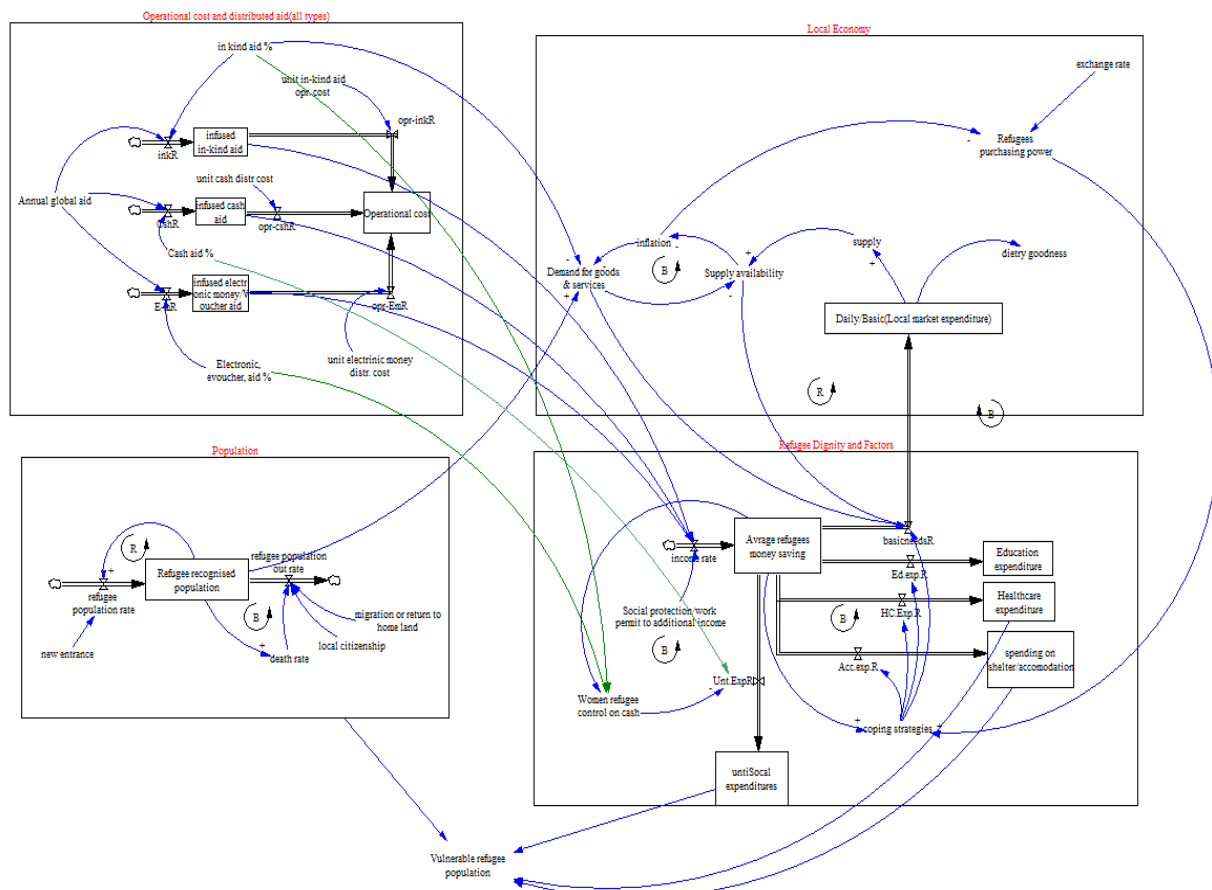 Operational cost and distributed aid(all types)
in kind aid %
unit in-kind aid
opr. cost
opr-inkR
infused
in-kind aid
inkR
unit cash distr cost
Annual global aid
infused cash
aid
CshR
opr-cshR
Operational cost
Cash aid %
infused electr
onic money/V
oucher aid
E-mR
opr-EmR
unit electrinic money
distr. cost
Electronic,
evoucher, aid %
Local Economy
exchange rate
Refugees
purchasing power
-
inflation
-
supply
dietry goodness
+
B
Supply availability
+
-
-
-
Demand for goods
& services
+
-
Daily/Basic(Local market expenditure)
R
B
Population
R
refugee population
out rate
+
Refugee recognised
population
refugee
population rate
B
migration or return to
home land
local citizenship
new entrance
+
death rate
Refugee Dignity and Factors
Avrage refugees
money saving
income rate
basicneedsR
Education
expenditure
Ed.exp.R
Healthcare
expenditure
HC.Exp.R
Social protection/work
permit to additional income
B
B
spending on
shelter/accomodation
Acc.exp.R
Unt.ExpR
-
Women refugee
control on cash
+
coping strategies
+
untiSocal
expenditures
Vulnerable refugee
population